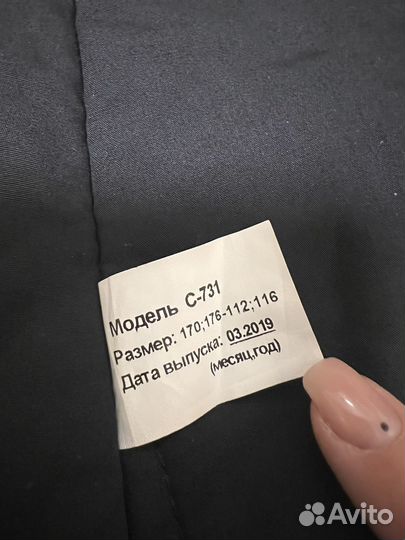 Модель С-731
Размер: 170;176-112;116
Дата выпуска: 03.2019
(месяц,год)
Avito